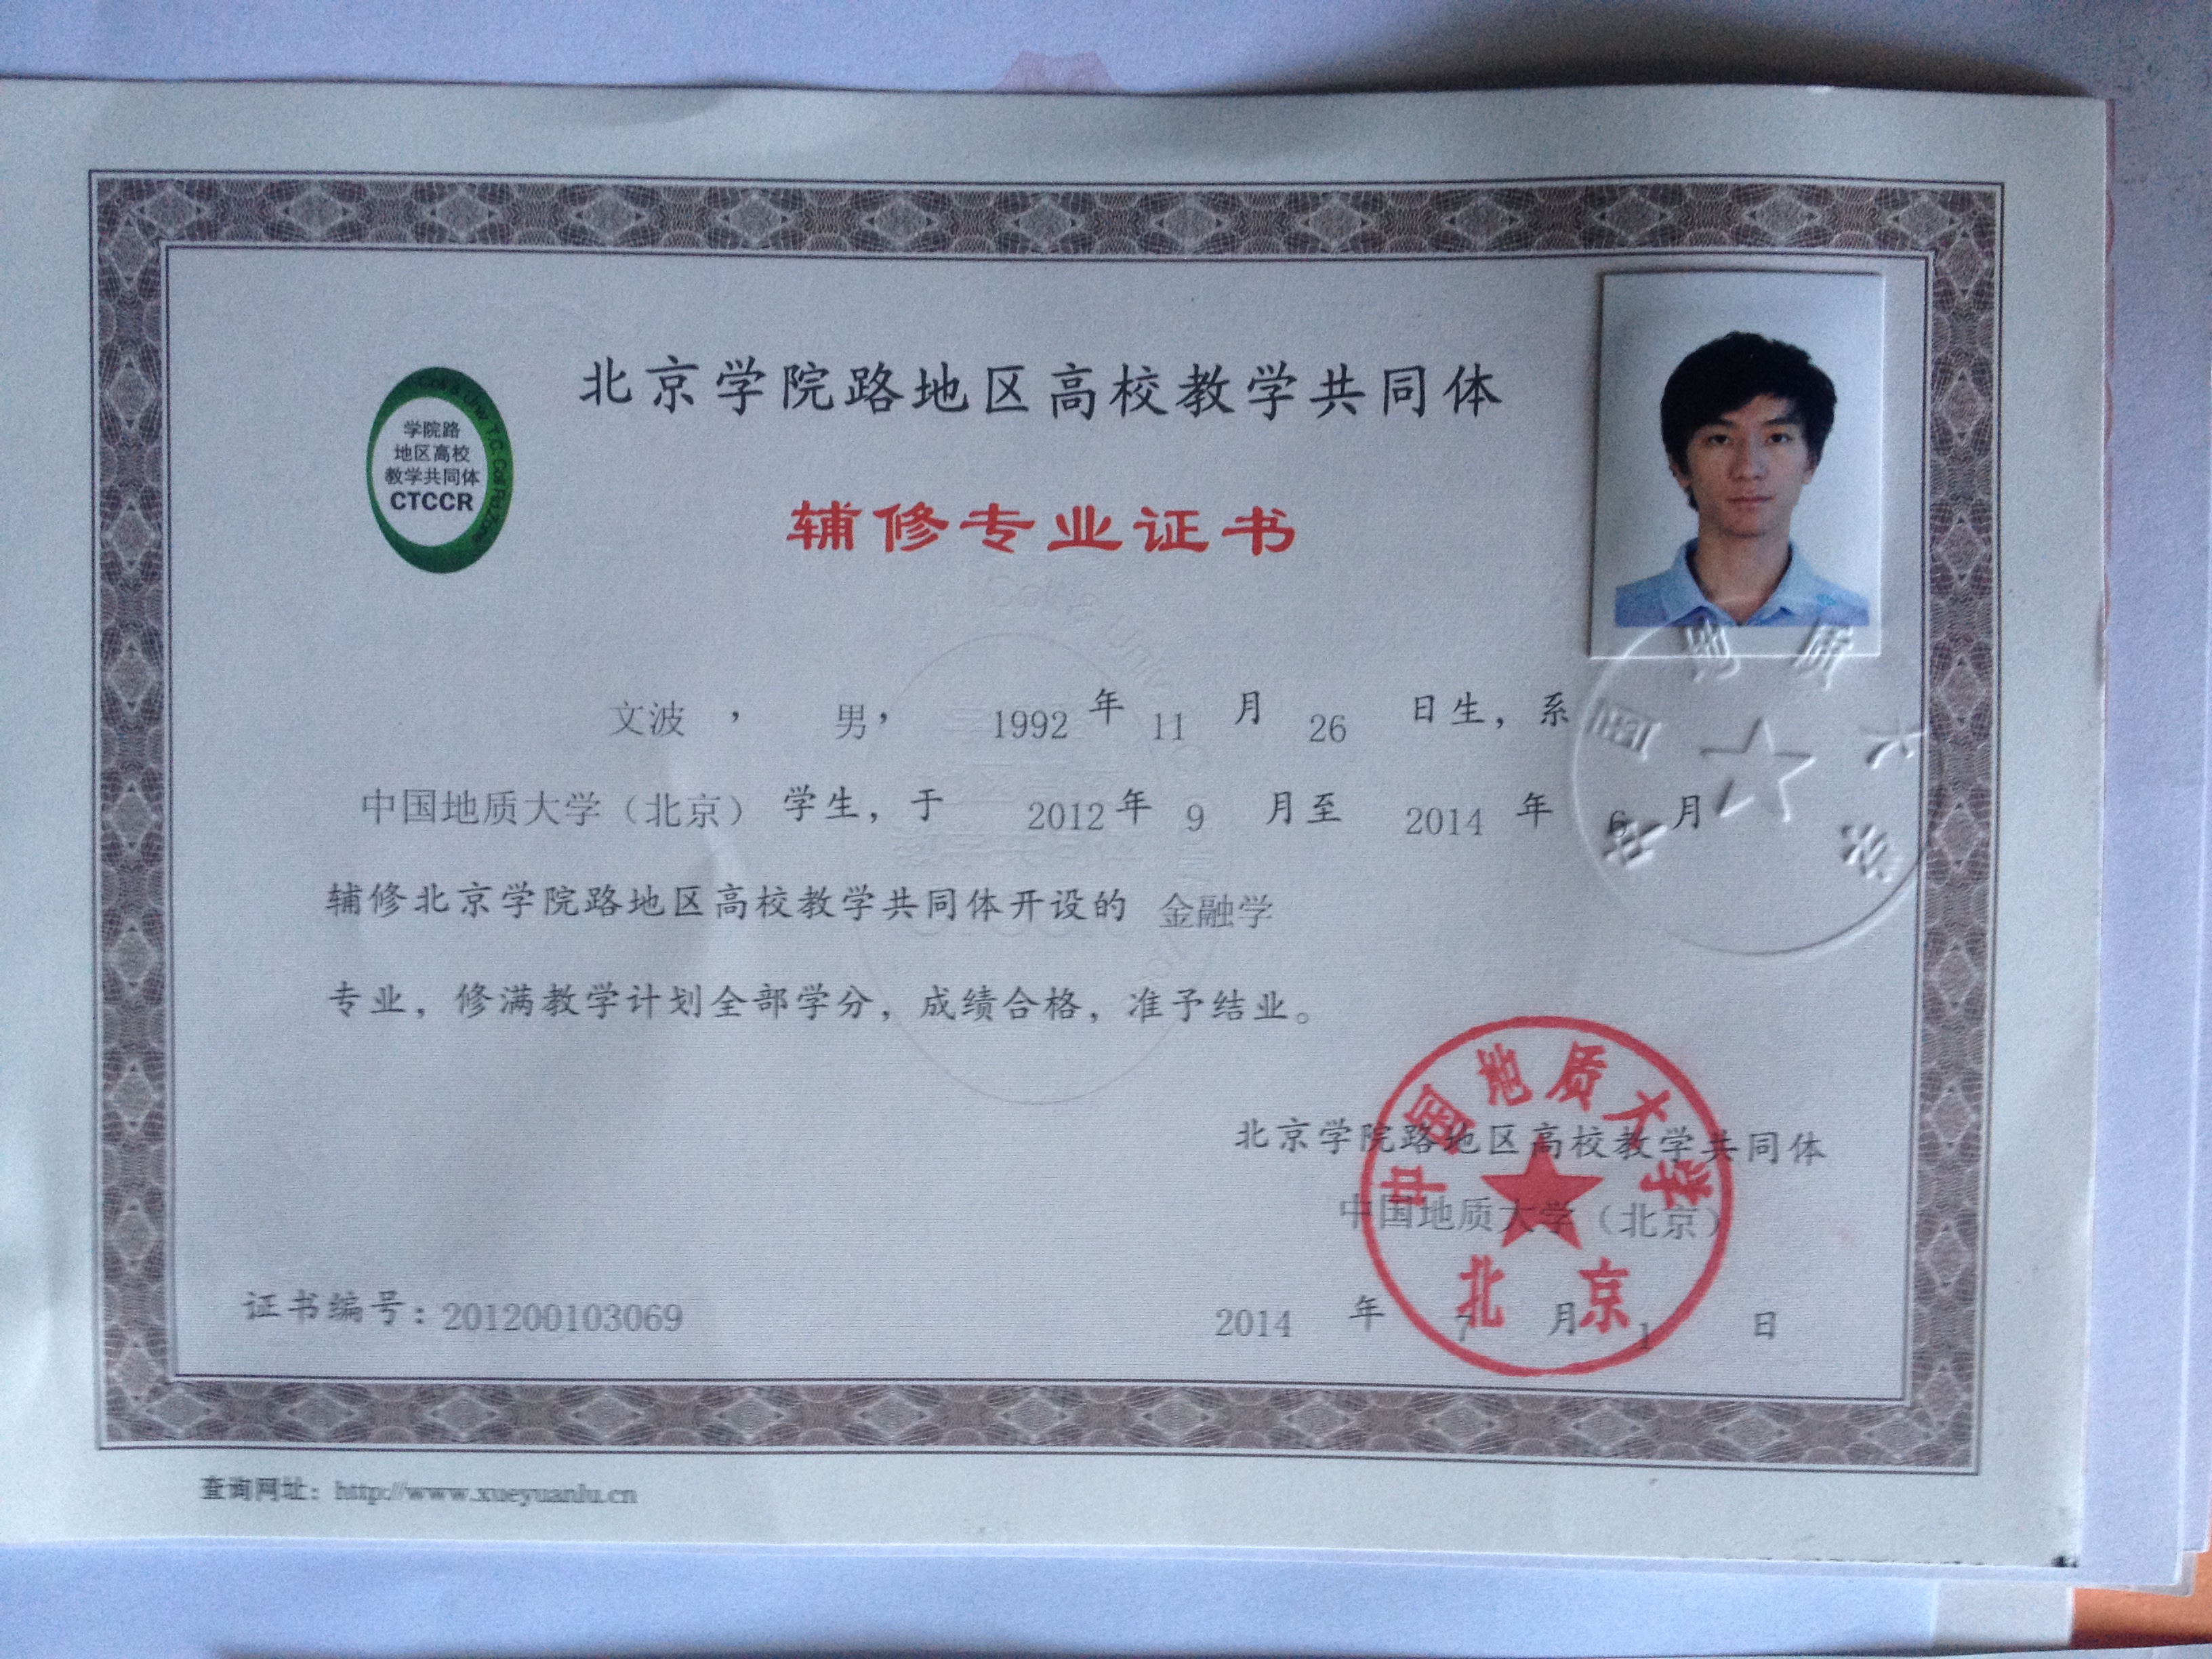 北京学院路地区高校教学共同体
学院路
地区高校
教学共同体
CTCCR
辅修专业证书
文波 ， 男， 1992 年 11 月 26 日生，系
中国地质大学（北京） 学生，于 2012 年 9 月至 2014 年 6 月
辅修北京学院路地区高校教学共同体开设的 金融学
专业，修满教学计划全部学分，成绩合格，准予结业。
北京学院路地区高校教学共同体
中国地质大学（北京）
中国地质大学
北京
证书编号：201200103069
2014 年 7 月 1 日
查询网址：http://www.xueyuanlu.cn